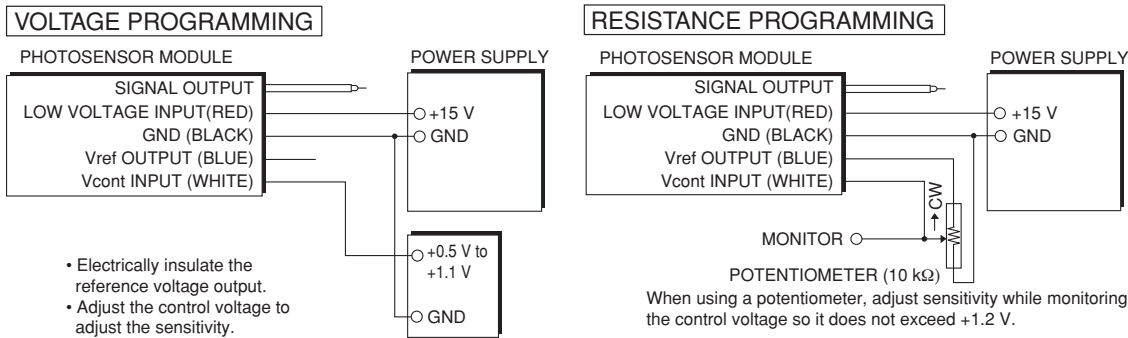 VOLTAGE PROGRAMMING
PHOTOSENSOR MODULE
POWER SUPPLY
SIGNAL OUTPUT
LOW VOLTAGE INPUT(RED)
GND (BLACK)
Vref OUTPUT (BLUE)
Vcont INPUT (WHITE)
+15 V
GND
+0.5 V to
+1.1 V
GND
• Electrically insulate the
reference voltage output.
• Adjust the control voltage to
adjust the sensitivity.
RESISTANCE PROGRAMMING
PHOTOSENSOR MODULE
POWER SUPPLY
SIGNAL OUTPUT
LOW VOLTAGE INPUT(RED)
GND (BLACK)
Vref OUTPUT (BLUE)
Vcont INPUT (WHITE)
+15 V
GND
CW
MONITOR
POTENTIOMETER (10 kΩ)
When using a potentiometer, adjust sensitivity while monitoring
the control voltage so it does not exceed +1.2 V.